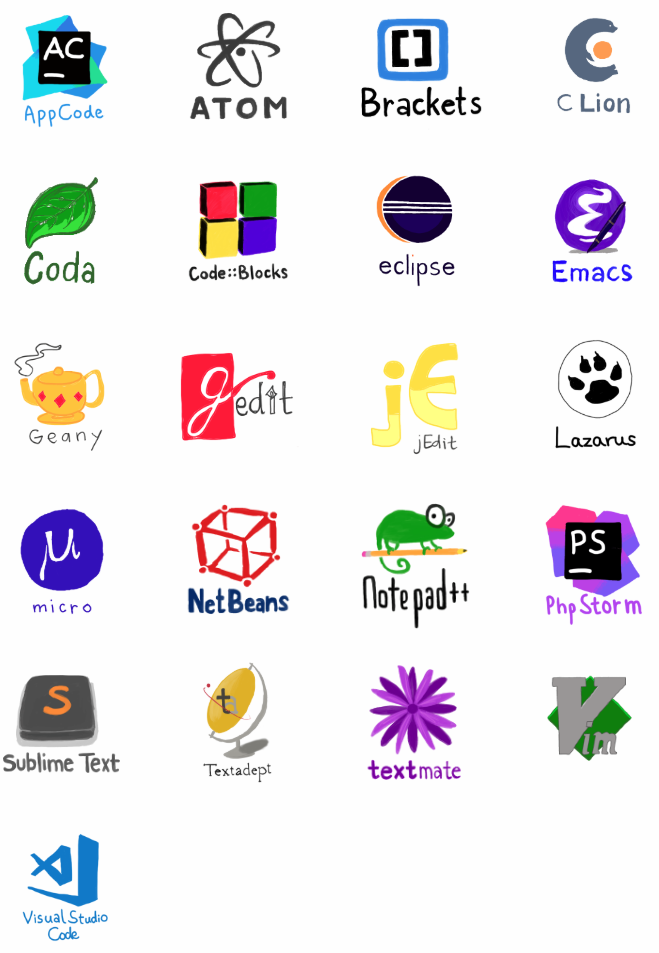 AC
AppCode
ATOM
[]
Brackets
C Lion
Coda
Code::Blocks
eclipse
Emacs
Geany
gedit
jE
jEdit
Lazarus
μ
micro
NetBeans
Notepad++
PS
PhpStorm
S
Sublime Text
ta
Textadept
textmate
Vim
Visual Studio
Code